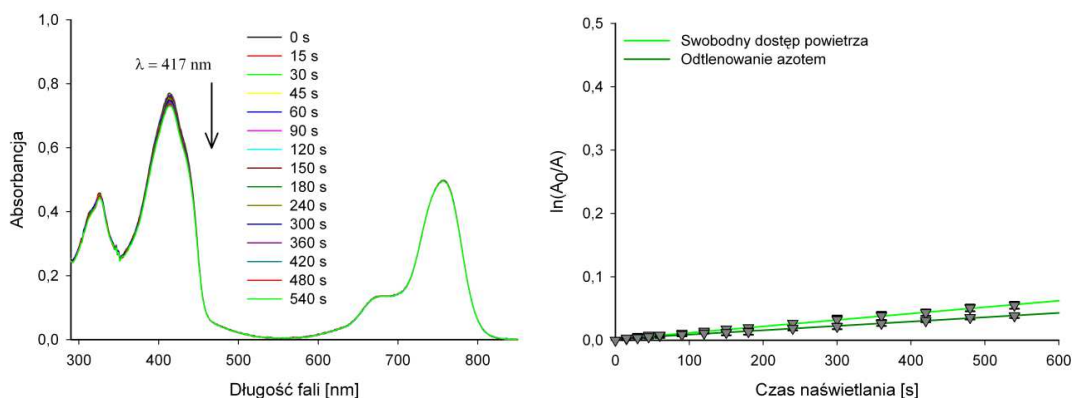 1,0
0,8
0,6
0,4
0,2
0,0
Absorbancja
300 400 500 600 700 800
Długość fali [nm]
λ = 417 nm
0 s
15 s
30 s
45 s
60 s
90 s
120 s
150 s
180 s
240 s
300 s
360 s
420 s
480 s
540 s
0,5
0,4
0,3
0,2
0,1
0,0
ln(A0/A)
0 100 200 300 400 500 600
Czas naświetlania [s]
Swobodny dostęp powietrza
Odtlenowanie azotem